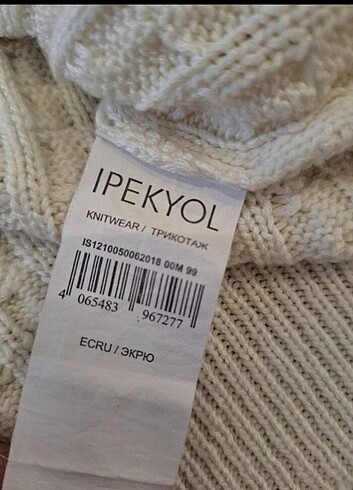 IPEKYOL
KNITWEAR / ТРИКОТАЖ
IS1210050062018 00M 99
4 065483 967277
ECRU / ЭКРЮ